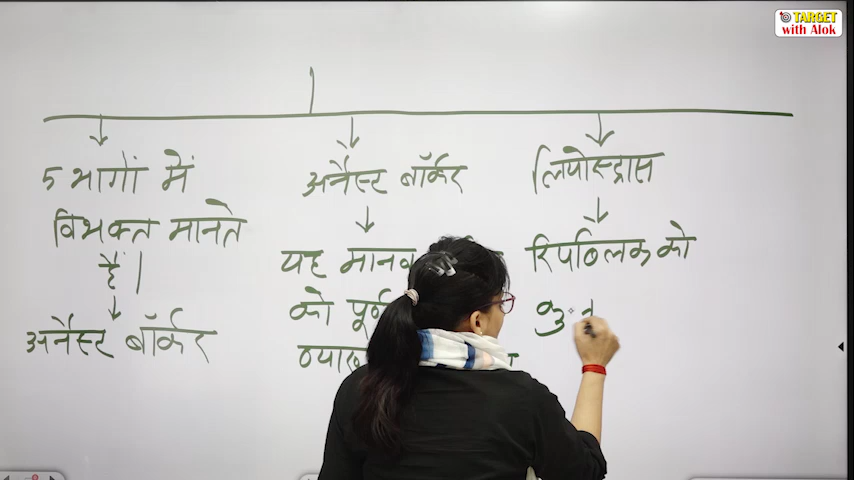 TARGET
with Alok
5 भागों में
विभक्त मानते
हैं।
अर्नेस्ट बॉर्कर
अर्नेस्ट बॉर्कर
यह मानव
को
लियोस्ट्रास
रिपब्लिक को